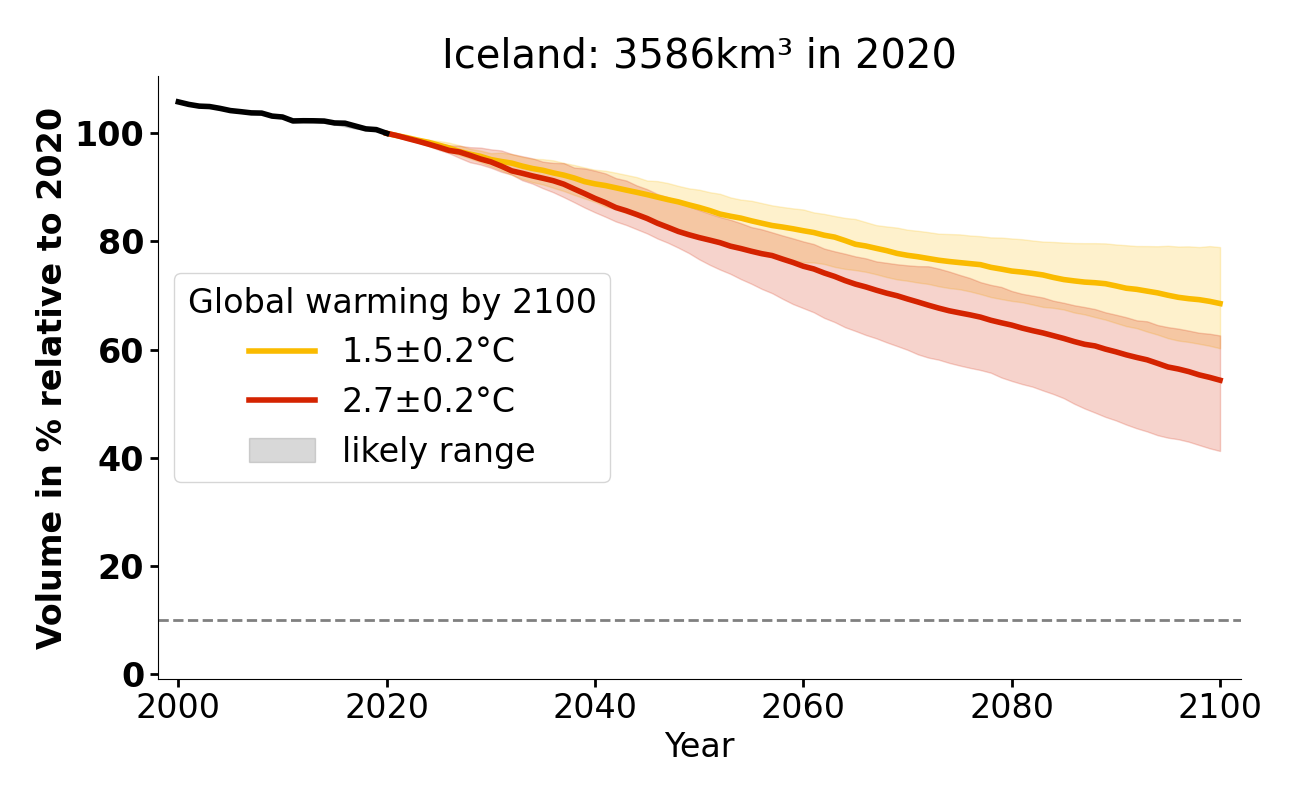 Iceland: 3586km³ in 2020
Volume in % relative to 2020
100
80
60
40
20
0
Global warming by 2100
1.5±0.2°C
2.7±0.2°C
likely range
2000 2020 2040 2060 2080 2100
Year